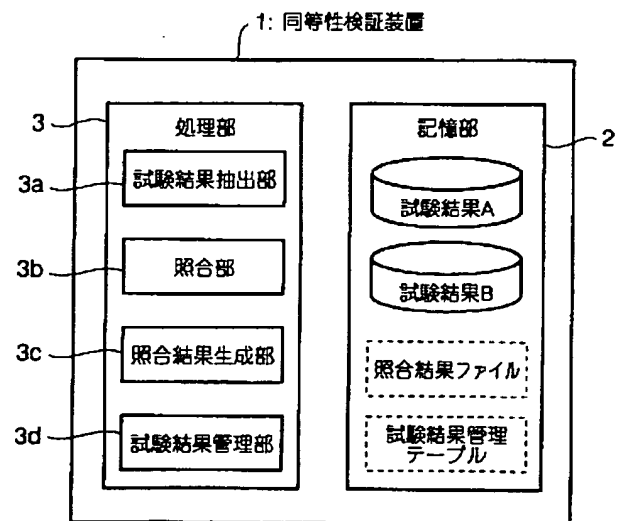 1: 同等性検証装置
3
処理部
3a
試験結果抽出部
3b
照合部
3c
照合結果生成部
3d
試験結果管理部
記憶部
2
試験結果A
試験結果B
照合結果ファイル
試験結果管理
テーブル